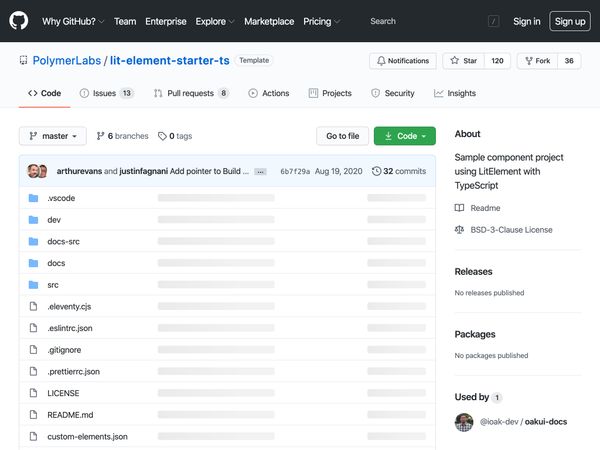 Why GitHub? Team Enterprise Explore Marketplace Pricing Search / Sign in Sign up
PolymerLabs / lit-element-starter-ts Template Notifications Star 120 Fork 36
Code Issues 13 Pull requests 8 Actions Projects Security Insights
master 6 branches 0 tags Go to file Code
About
Sample component project
using LitElement with
TypeScript
Readme
BSD-3-Clause License
Releases
No releases published
Packages
No packages published
Used by 1
@ioak-dev / oakui-docs
arthurevans and justinfagnani Add pointer to Build ... ... 6b7f29a Aug 19, 2020 32 commits
.vscode
dev
docs-src
docs
src
.eleventy.cjs
.eslintrc.json
.gitignore
.prettierrc.json
LICENSE
README.md
custom-elements.json